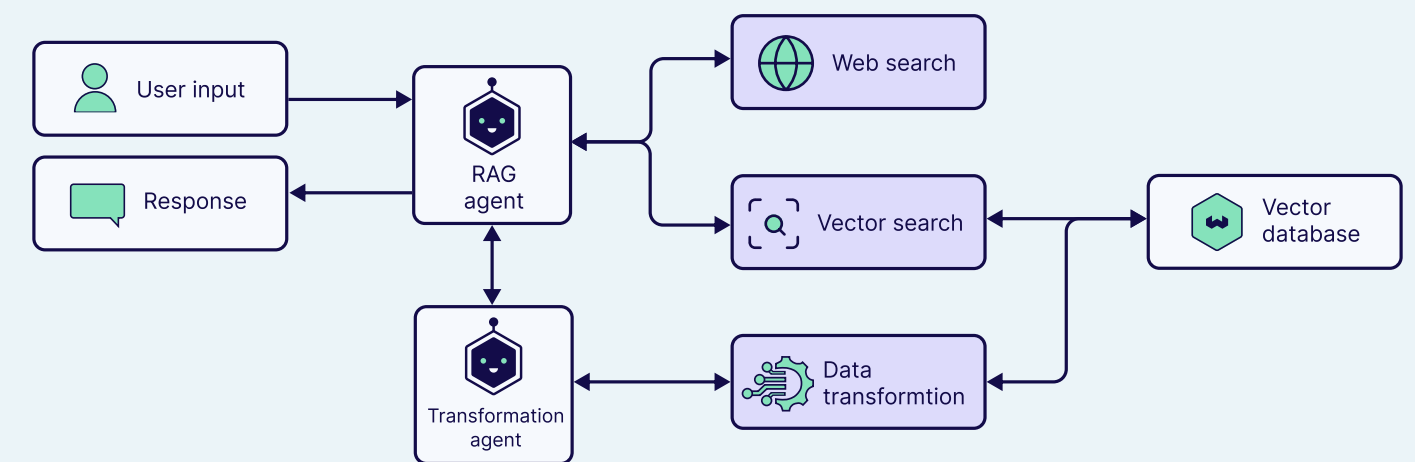 User input
Response
RAG
agent
Transformation
agent
Web search
Vector search
Data
transformtion
Vector
database